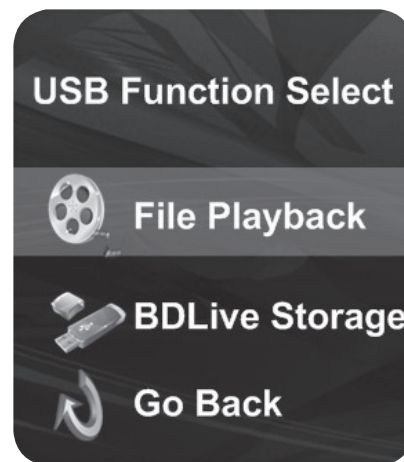 USB Function Select
File Playback
BDLive Storage
Go Back